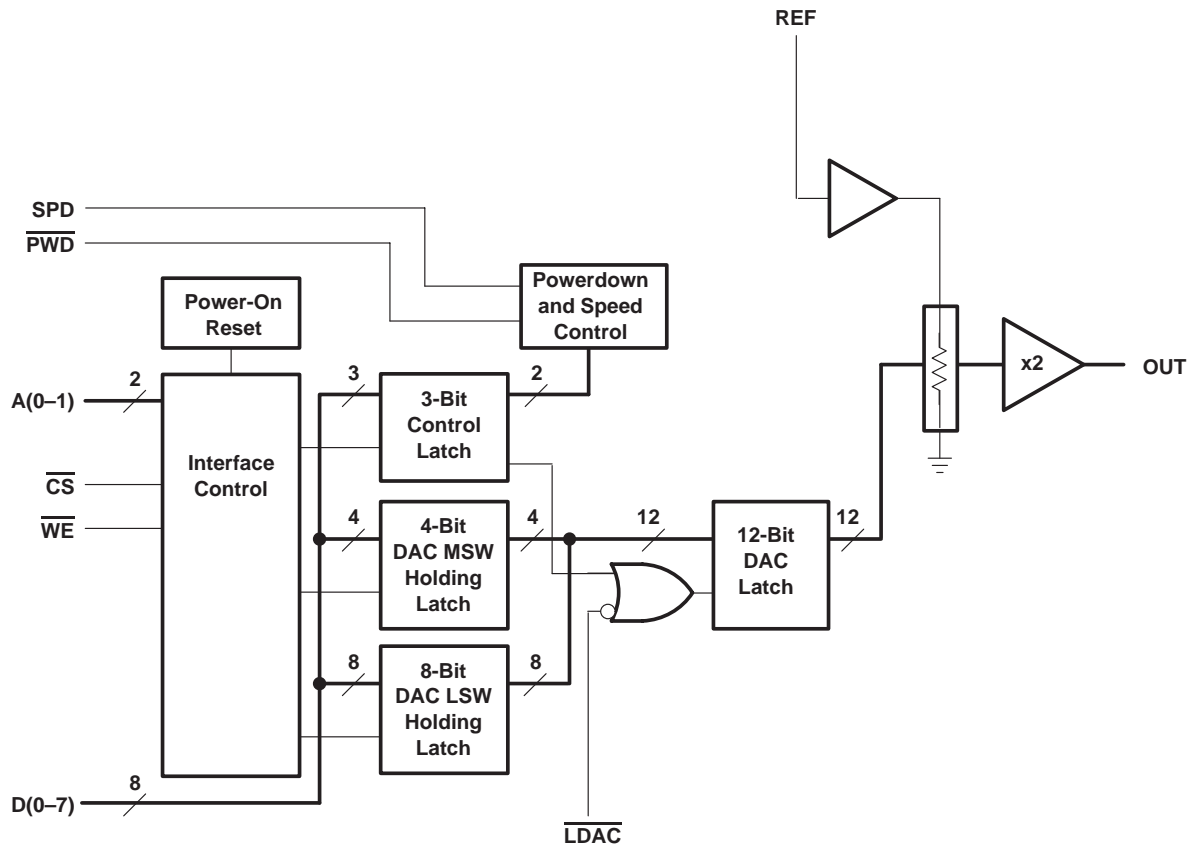 REF
SPD
PWD
Powerdown
and Speed
Control
Power-On
Reset
x2
OUT
2
A(0–1)
3
3-Bit
Control
Latch
2
Interface
Control
CS
WE
4
4-Bit
DAC MSW
Holding
Latch
4
12
12-Bit
DAC
Latch
12
8
8-Bit
DAC LSW
Holding
Latch
8
8
D(0–7)
LDAC